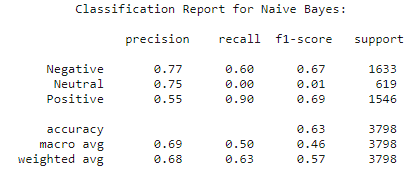 Classification Report for Naive Bayes:
precision recall f1-score support
Negative 0.77 0.60 0.67 1633
Neutral 0.75 0.00 0.01 619
Positive 0.55 0.90 0.69 1546
accuracy 0.63 3798
macro avg 0.69 0.50 0.46 3798
weighted avg 0.68 0.63 0.57 3798